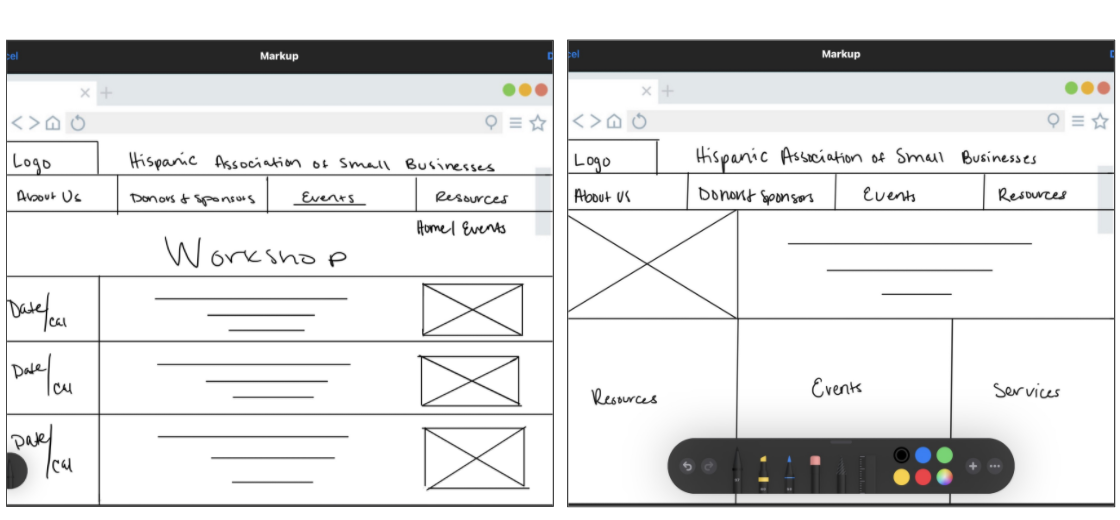 cel Markup D
Logo Hispanic Association of Small Businesses
About Us Donors & Sponsors Events Resources
Home/ Events
Workshop
Date/cal
Date/cal
Date/cal
cel Markup D
Logo Hispanic Association of Small Businesses
About Us Donors & Sponsors Events Resources
Resources Events Services